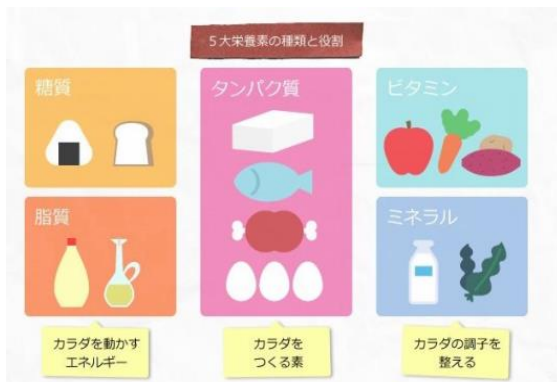 5大栄養素の種類と役割
糖質
タンパク質
ビタミン
脂質
ミネラル
カラダを動かす
エネルギー
カラダを
つくる素
カラダの調子を
整える